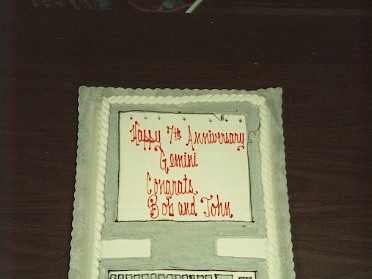 Happy 7th Anniversary
Gemini
Congrats
Bob and John